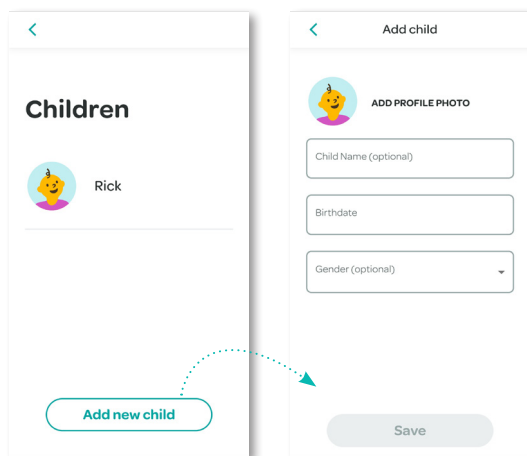 Children
Rick
Add new child
Add child
ADD PROFILE PHOTO
Child Name (optional)
Birthdate
Gender (optional)
Save